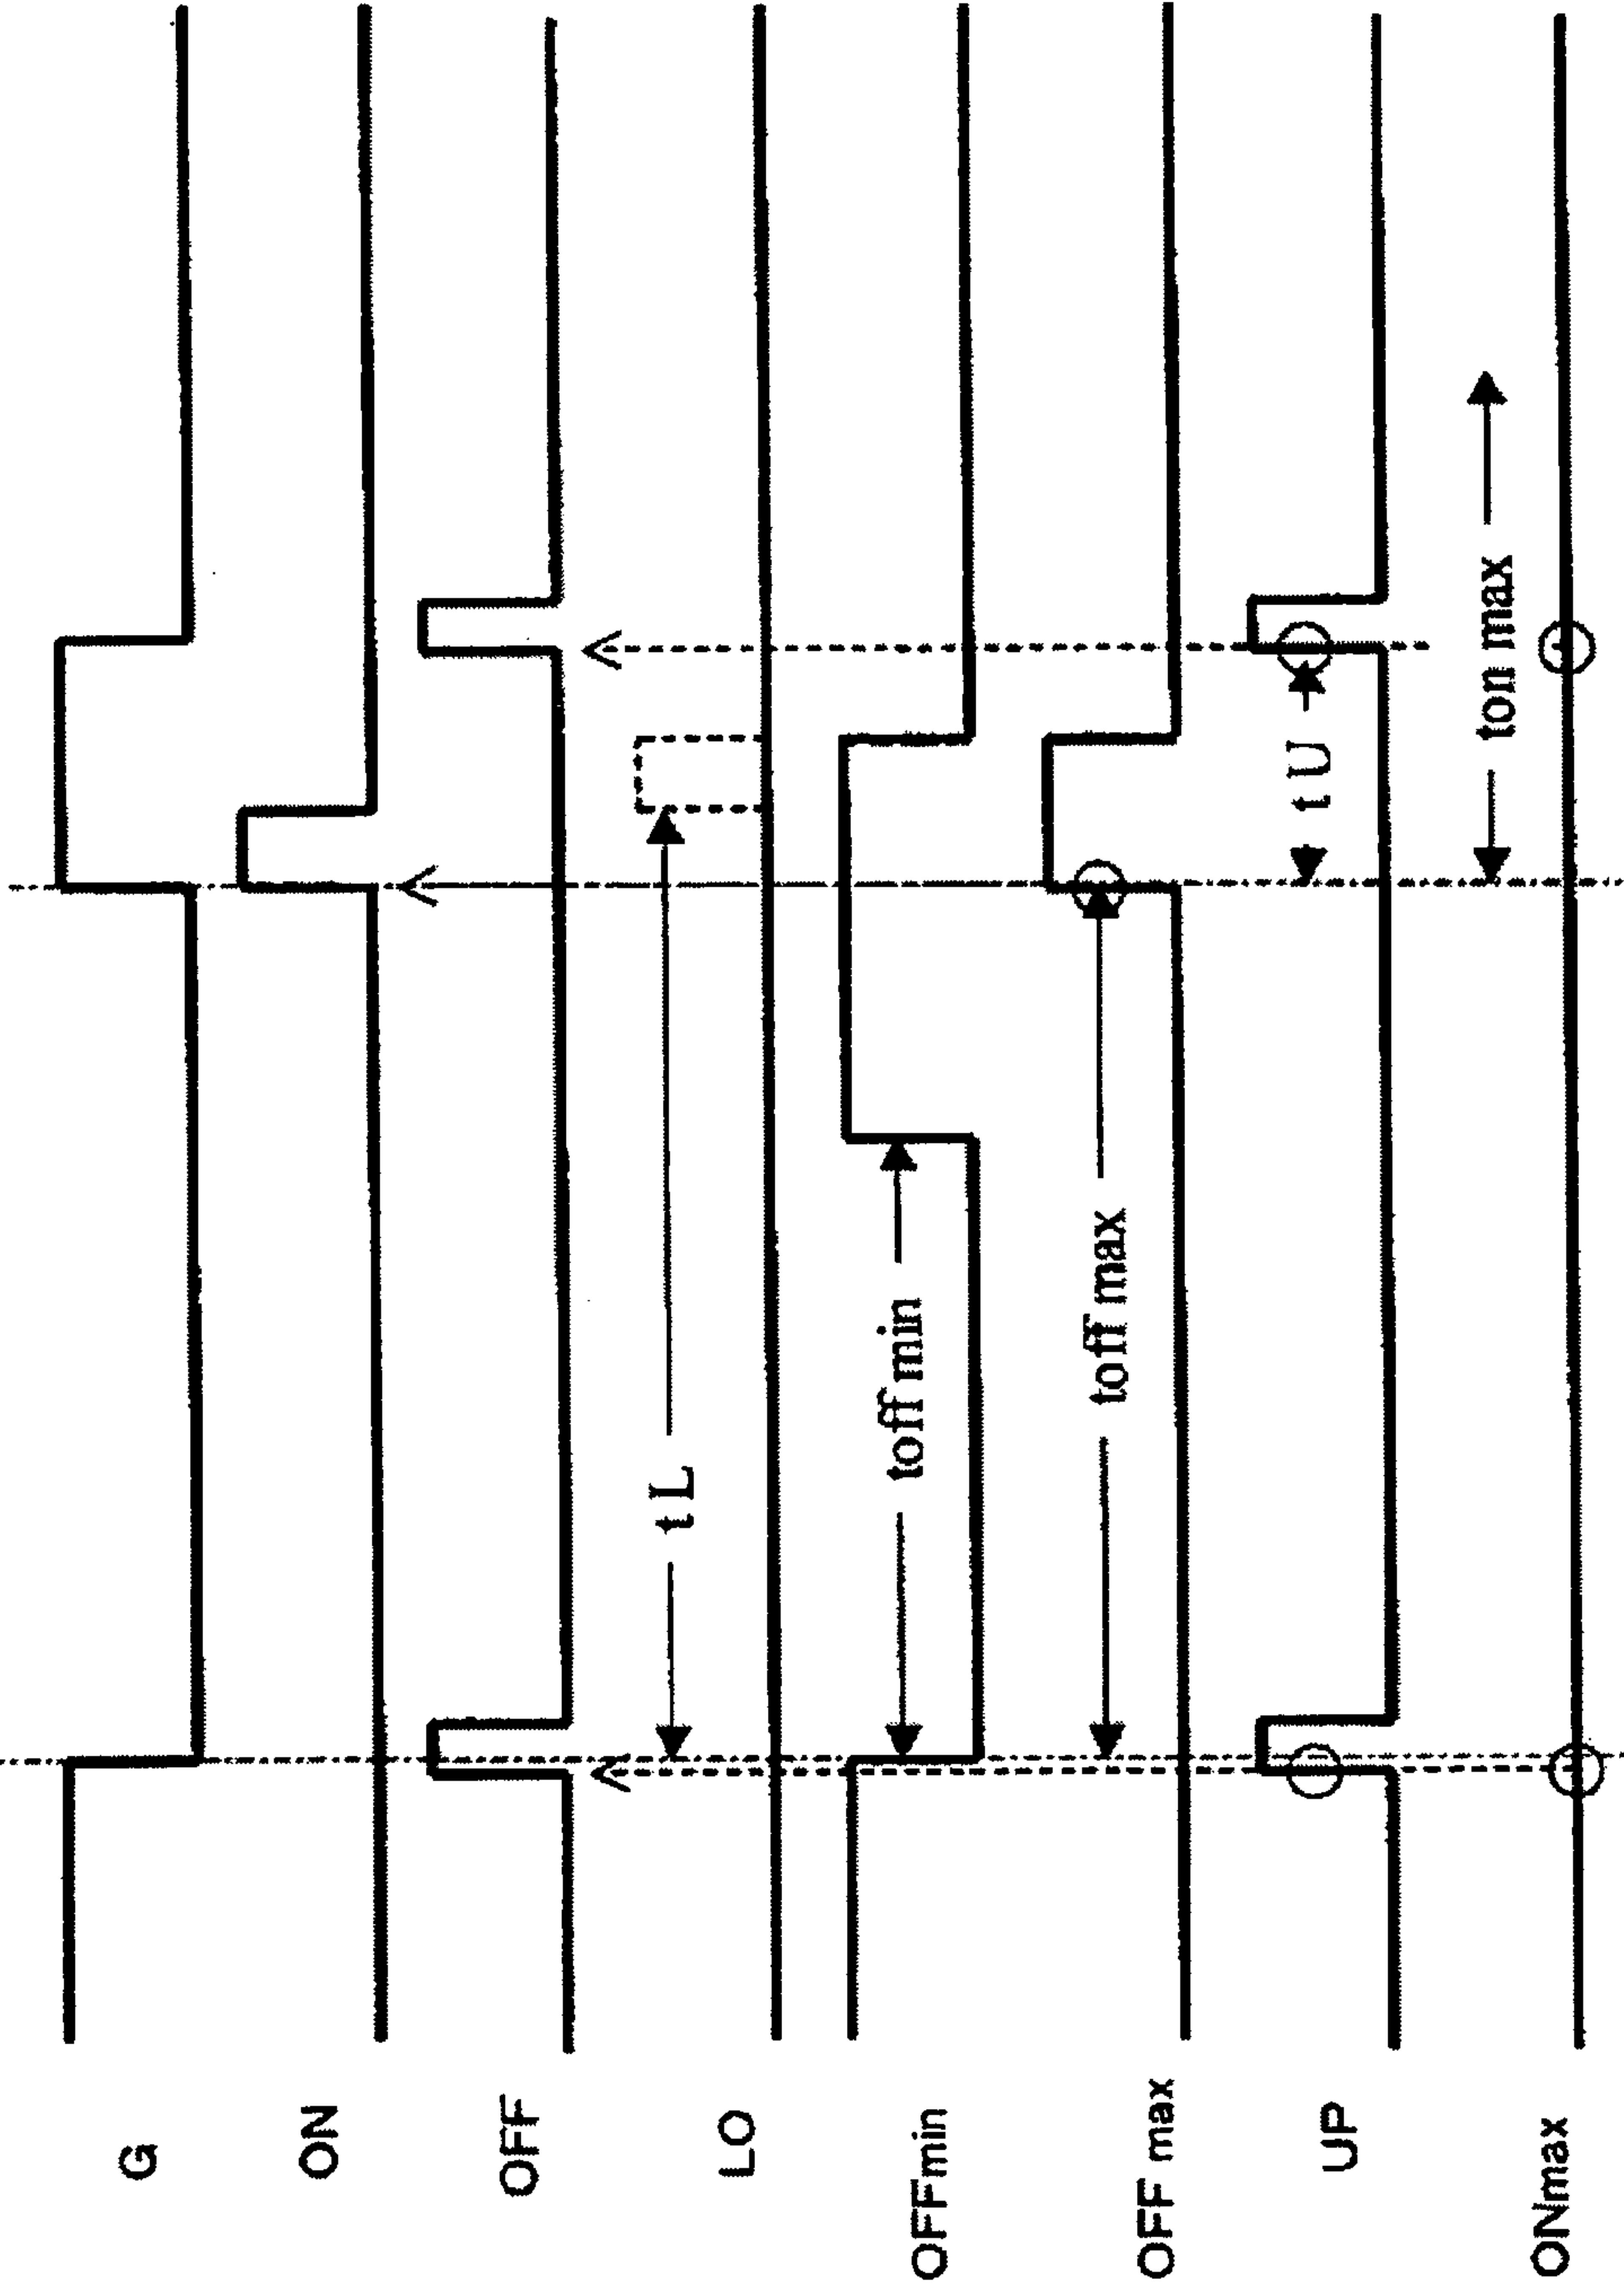 G
ON
OFF
LO
t L
OFFmin
toff min
OFF max
toff max
UP
t U
ONmax
ton max